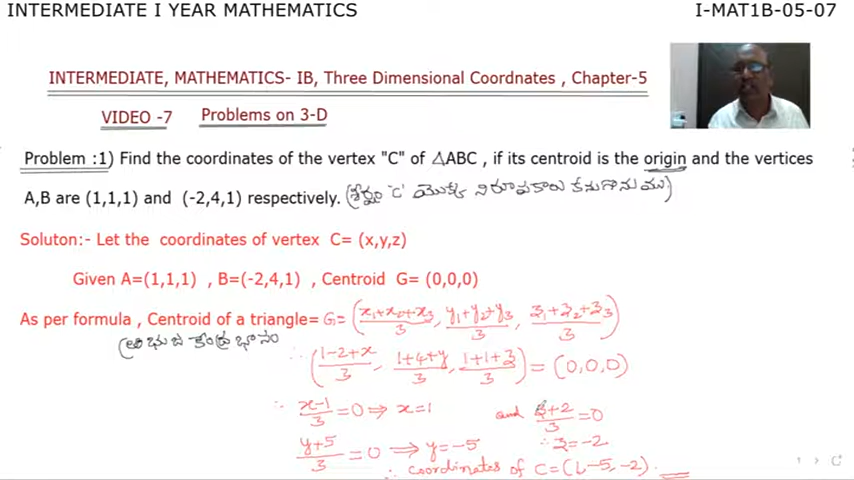 INTERMEDIATE I YEAR MATHEMATICS
I-MAT1B-05-07
INTERMEDIATE, MATHEMATICS- IB, Three Dimensional Coordnates , Chapter-5
VIDEO -7 Problems on 3-D
Problem :1) Find the coordinates of the vertex "C" of △ABC , if its centroid is the origin and the vertices
A,B are (1,1,1) and (-2,4,1) respectively. (శీర్షం 'C' యొక్క నిరూపకాలు కనుగొనుము)
Soluton:- Let the coordinates of vertex C= (x,y,z)
Given A=(1,1,1) , B=(-2,4,1) , Centroid G= (0,0,0)
As per formula , Centroid of a triangle= G= (x₁+x₂+x₃/3, y₁+y₂+y₃/3, z₁+z₂+z₃/3)
(త్రిభుజ కేంద్రభాసం
∴ (1-2+x/3, 1+4+y/3, 1+1+z/3) = (0,0,0)
∴ x-1/3 =0 ⇒ x=1 and z+2/3 =0
y+5/3 =0 ⇒ y=-5 ∴ z=-2
∴ coordinates of C=(1,-5,-2).